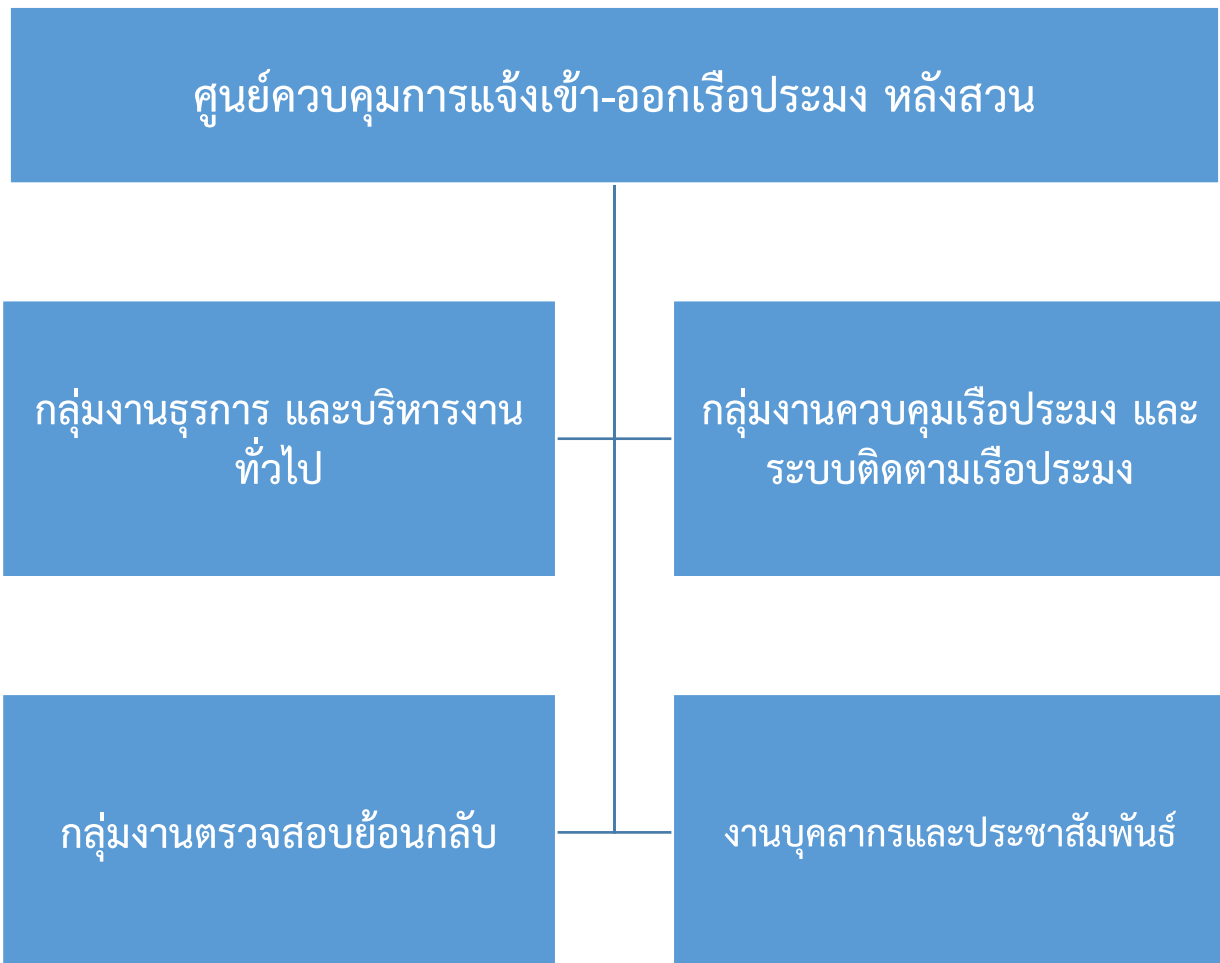 ศูนย์ควบคุมการแจ้งเข้า-ออกเรือประมง หลังสวน
กลุ่มงานธุรการ และบริหารงาน
ทั่วไป
กลุ่มงานควบคุมเรือประมง และ
ระบบติดตามเรือประมง
กลุ่มงานตรวจสอบย้อนกลับ
งานบุคลากรและประชาสัมพันธ์